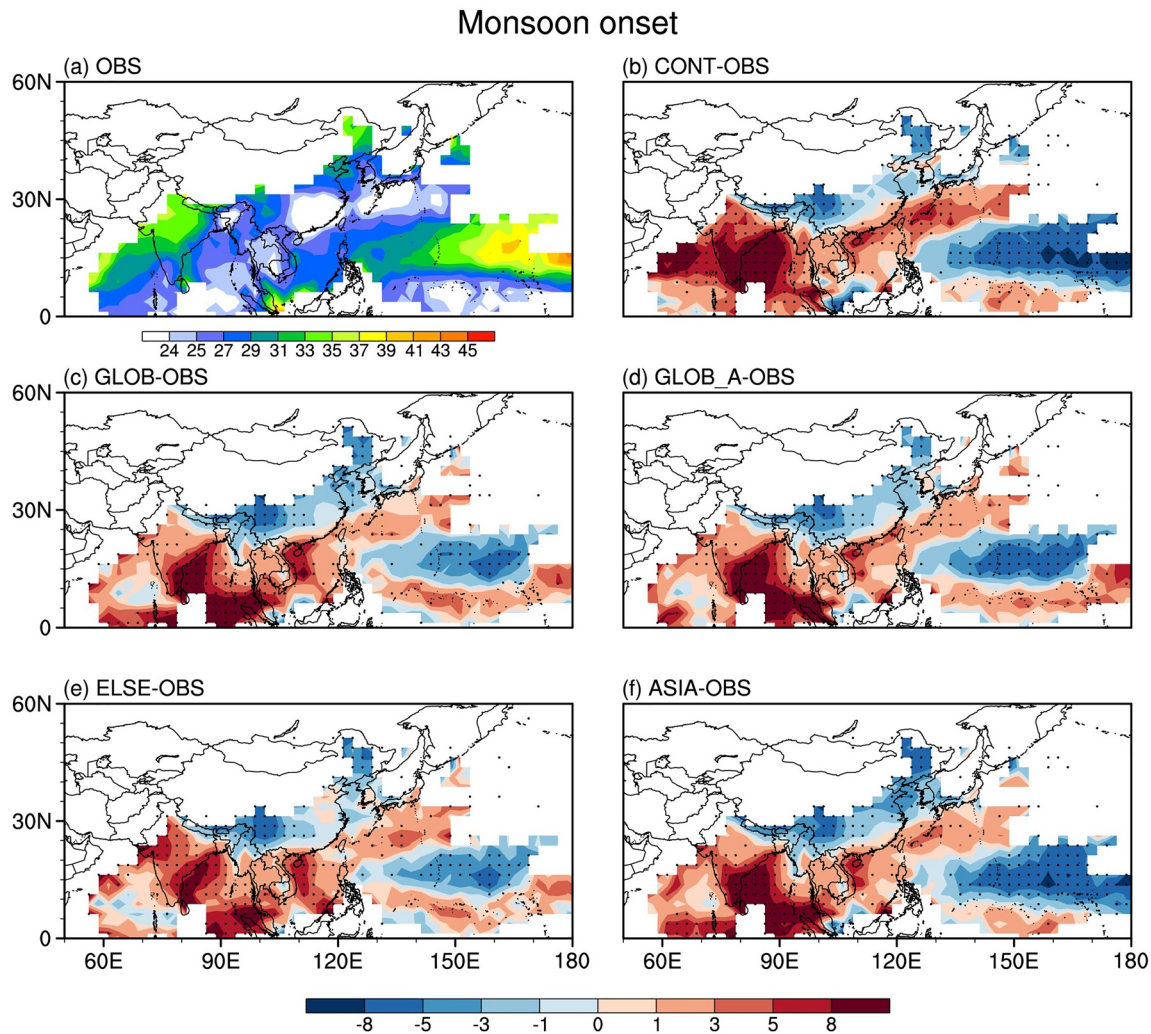 Monsoon onset
(a) OBS
(b) CONT-OBS
60N
30N
0
24 25 27 29 31 33 35 37 39 41 43 45
(c) GLOB-OBS
(d) GLOB_A-OBS
60N
30N
0
(e) ELSE-OBS
(f) ASIA-OBS
60N
30N
0
60E 90E 120E 180 60E 90E 120E 180
-8 -5 -3 -1 0 1 3 5 8